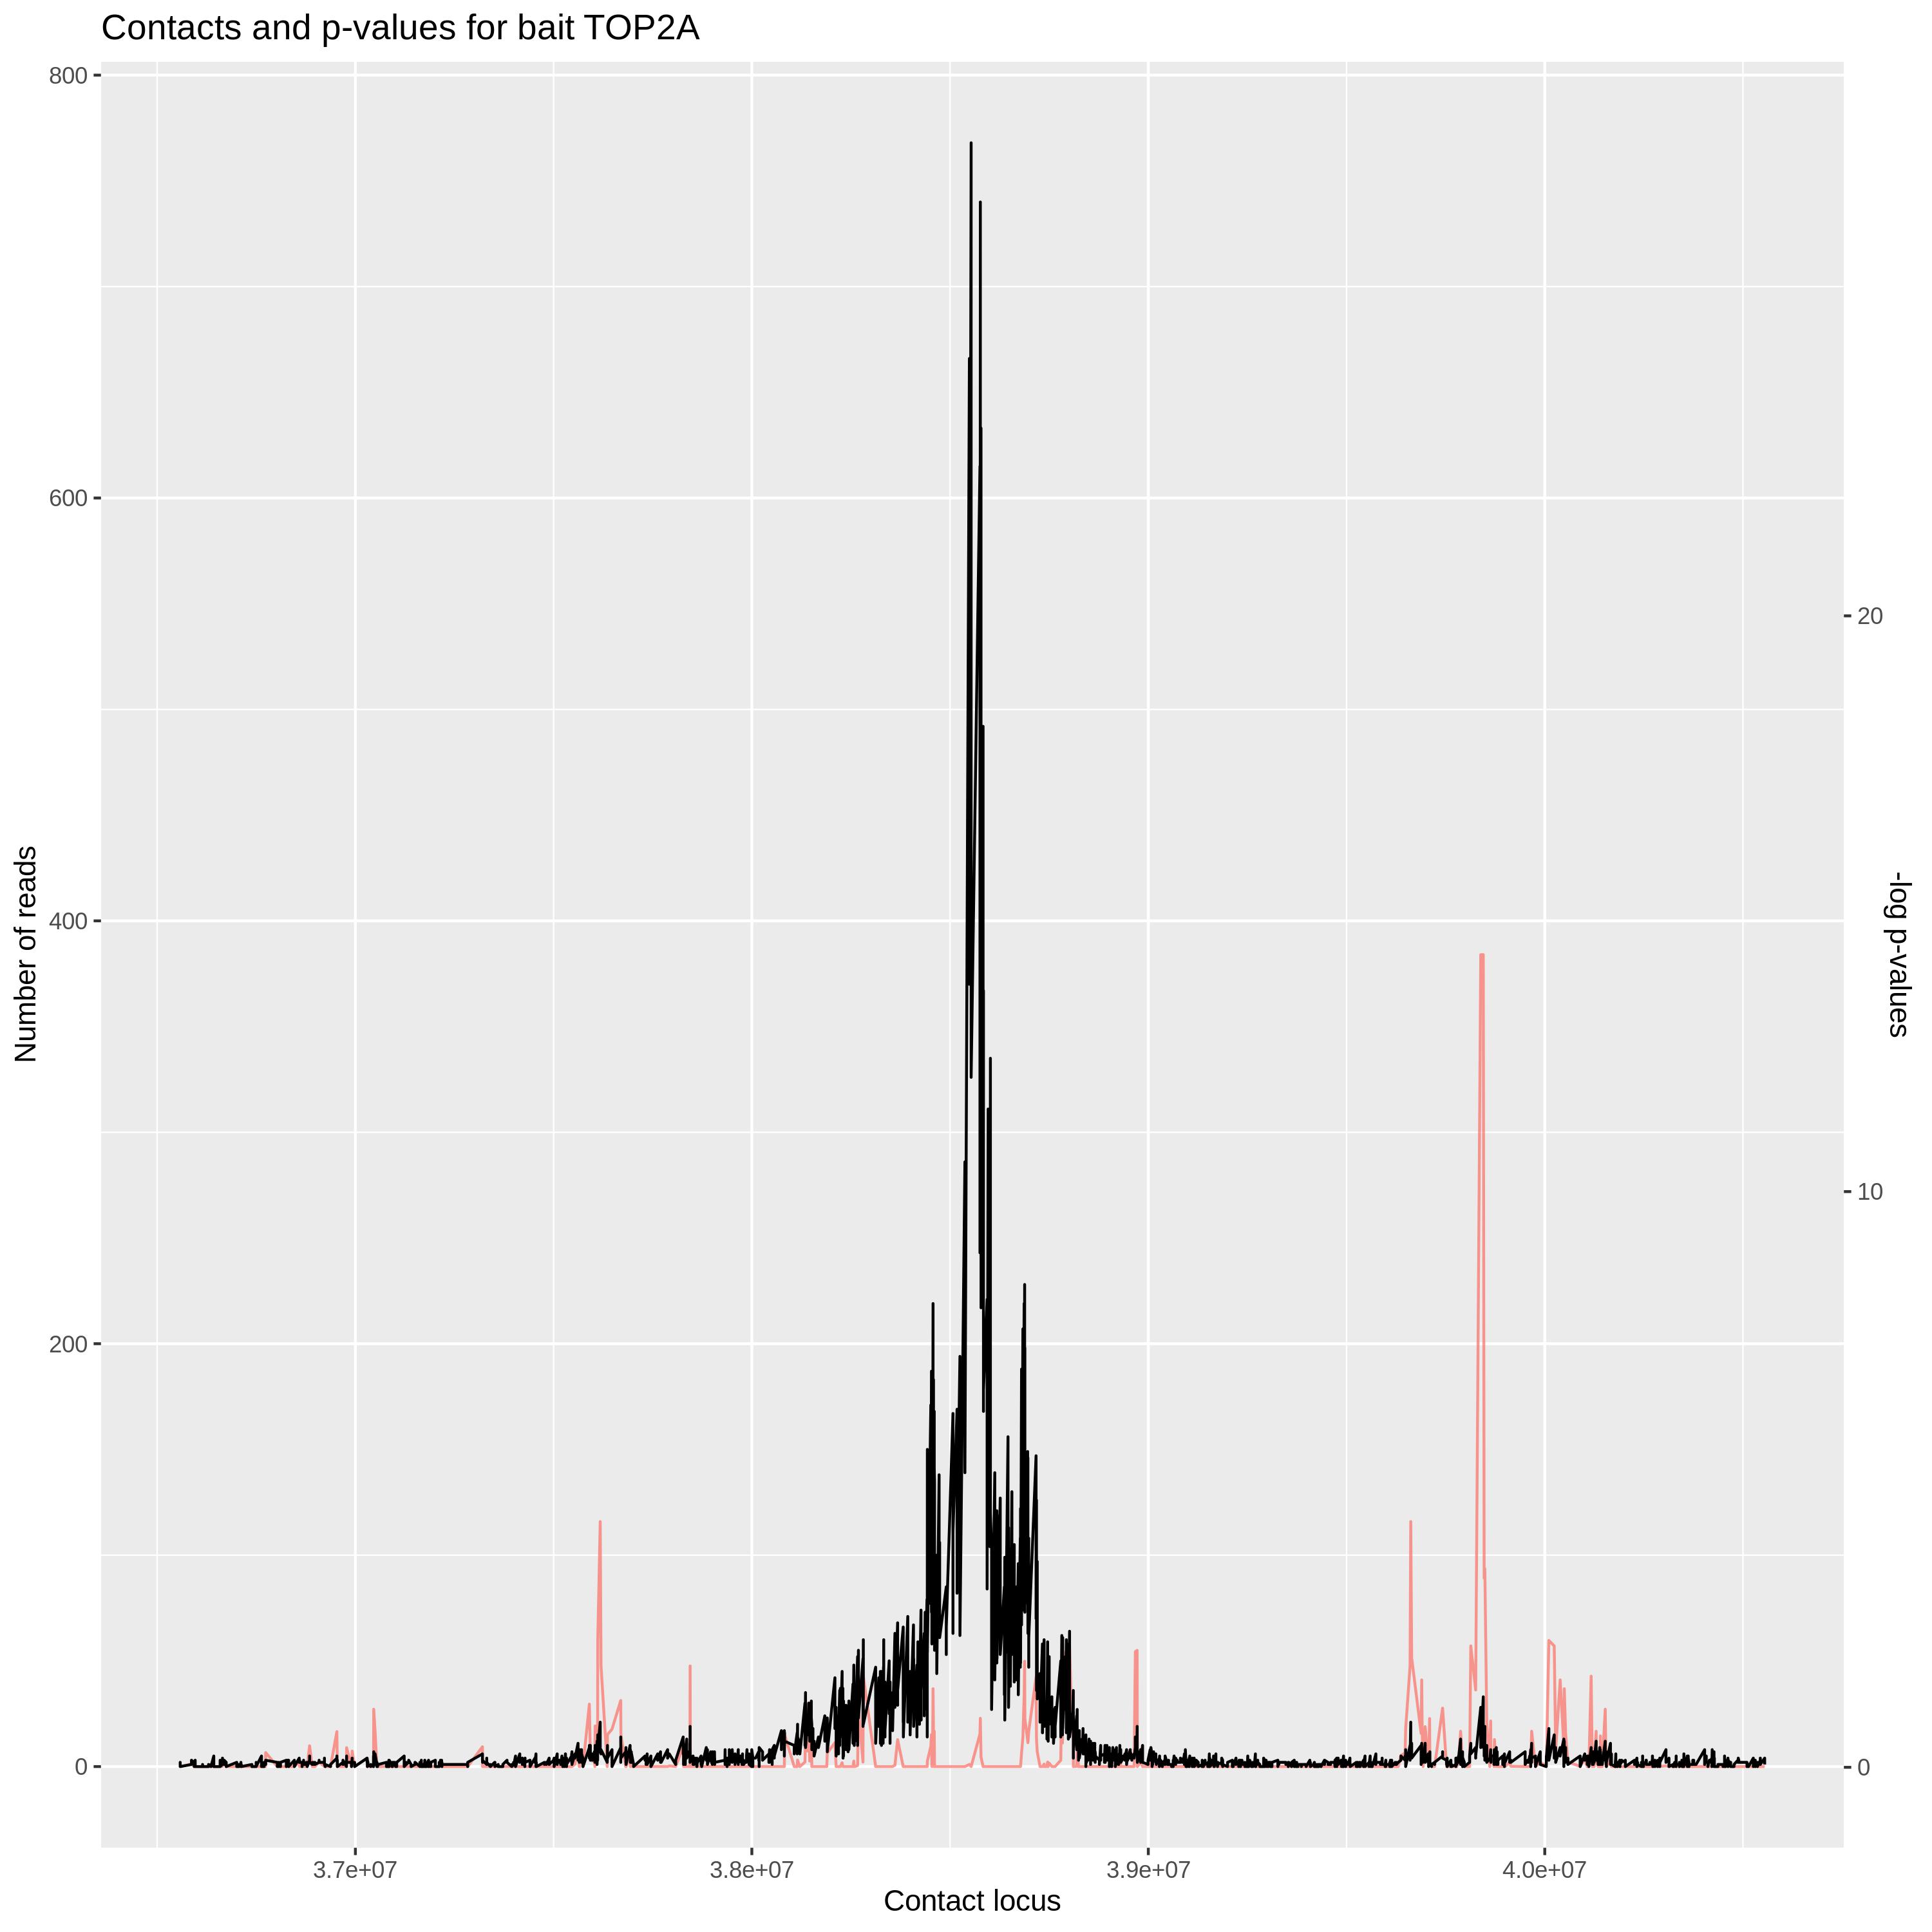 Contacts and p-values for bait TOP2A
800
600
400
200
0
Number of reads
20
10
0
-log p-values
3.7e+07
3.8e+07
3.9e+07
4.0e+07
Contact locus